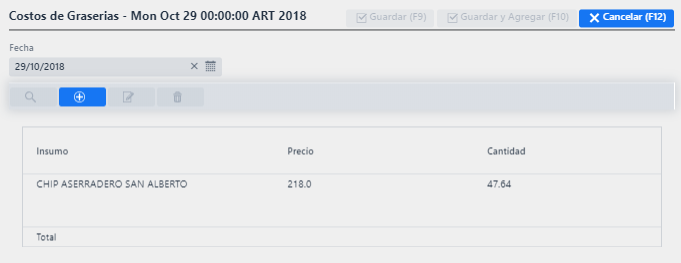 Costos de Graserias - Mon Oct 29 00:00:00 ART 2018
Guardar (F9)
Guardar y Agregar (F10)
Cancelar (F12)
Fecha
29/10/2018
Insumo Precio Cantidad
CHIP ASERRADERO SAN ALBERTO 218.0 47.64
Total